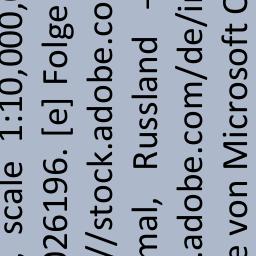 , scale 1:10,000,
026196. [e] Folge
//stock.adobe.co
mal, Russland –
.adobe.com/de/i
e von Microsoft C